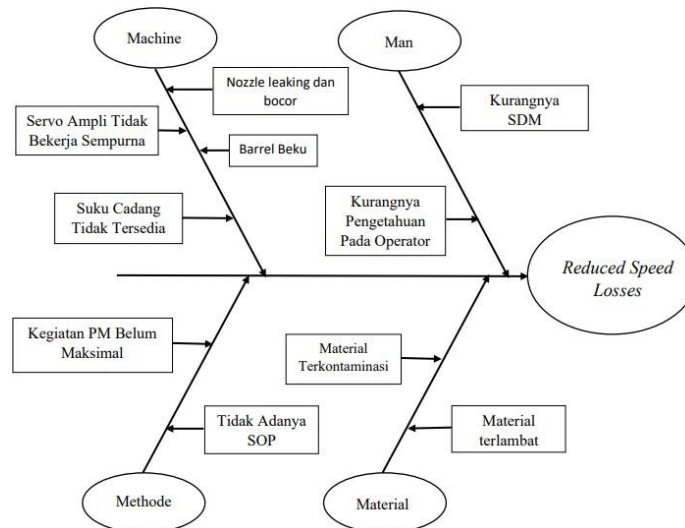 Machine
Man
Nozzle leaking dan
bocor
Kurangnya
SDM
Servo Ampli Tidak
Bekerja Sempurna
Barrel Beku
Suku Cadang
Tidak Tersedia
Kurangnya
Pengetahuan
Pada Operator
Reduced Speed
Losses
Kegiatan PM Belum
Maksimal
Material
Terkontaminasi
Tidak Adanya
SOP
Material
terlambat
Methode
Material